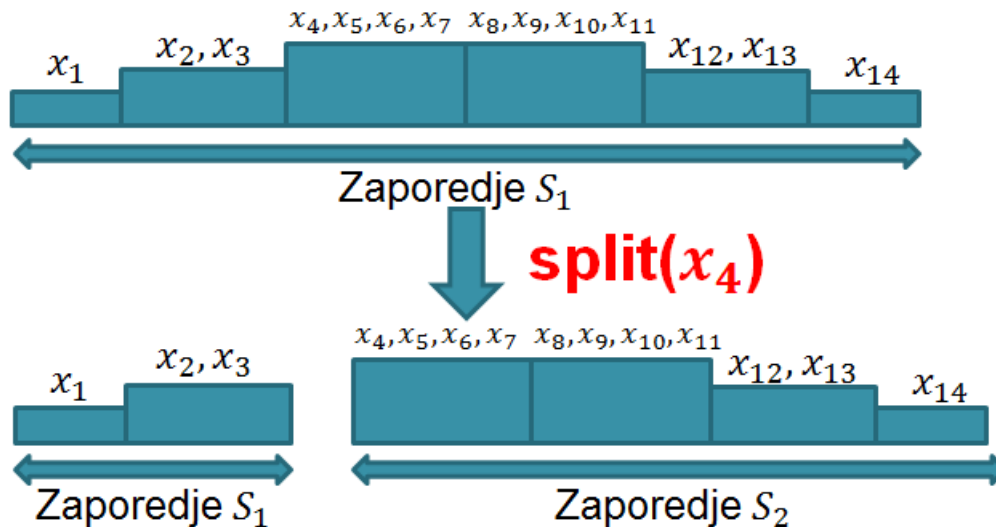 x₁
x₂, x₃
x₄, x₅, x₆, x₇
x₈, x₉, x₁₀, x₁₁
x₁₂, x₁₃
x₁₄
Zaporedje S₁
split(x₄)
x₁
x₂, x₃
x₄, x₅, x₆, x₇
x₈, x₉, x₁₀, x₁₁
x₁₂, x₁₃
x₁₄
Zaporedje S₁
Zaporedje S₂